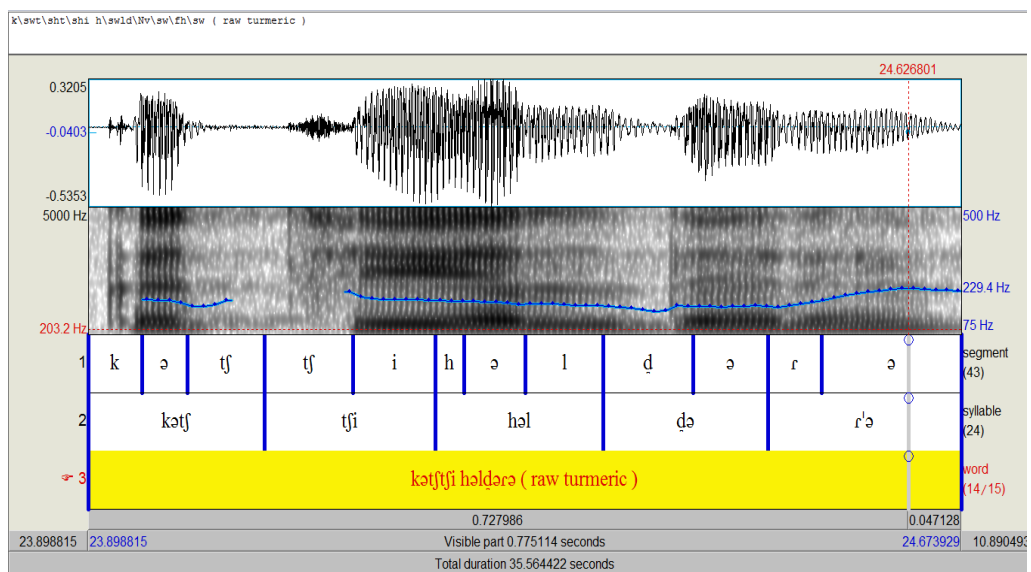 k\swt\sht\shi h\swld\Nv\sw\fh\sw ( raw turmeric )
24.626801
0.3205
-0.0403
-0.5353
5000 Hz 500 Hz
229.4 Hz
203.2 Hz 75 Hz
1 k ə tʃ tʃ i h ə l d̪ ə ɾ ə segment (43)
2 kətʃ tʃi həl d̪ə ɾˈə syllable (24)
3 kətʃtʃi həld̪əɾə ( raw turmeric ) word (14/15)
0.727986 0.047128
23.898815 23.898815 Visible part 0.775114 seconds 24.673929 10.890493
Total duration 35.564422 seconds